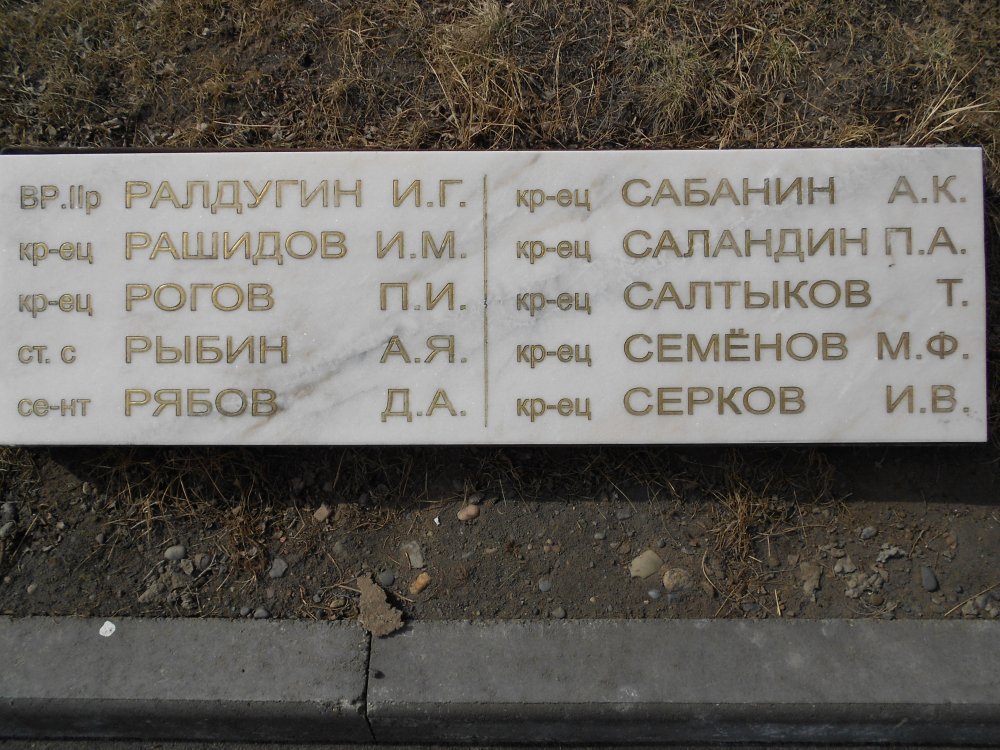 ВР.IIр РАЛДУГИН И.Г.
кр-ец РАШИДОВ И.М.
кр-ец РОГОВ П.И.
ст. с РЫБИН А.Я.
се-нт РЯБОВ Д.А.
кр-ец САБАНИН А.К.
кр-ец САЛАНДИН П.А.
кр-ец САЛТЫКОВ Т.
кр-ец СЕМЁНОВ М.Ф.
кр-ец СЕРКОВ И.В.